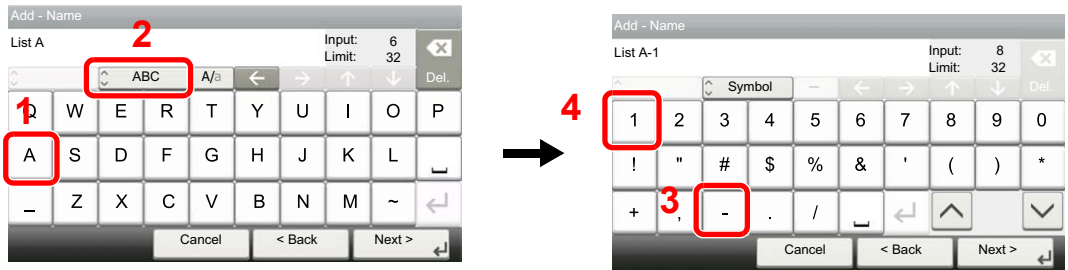 Add - Name
List A
2
Input: 6
Limit: 32
ABC
A/a
Del.
1
Q W E R T Y U I O P
A S D F G H J K L
_ Z X C V B N M ~
Cancel
< Back
Next >
Add - Name
List A-1
Input: 8
Limit: 32
Symbol
Del.
4
1 2 3 4 5 6 7 8 9 0
! " # $ % & ' ( ) *
3
+ , - . /
Cancel
< Back
Next >